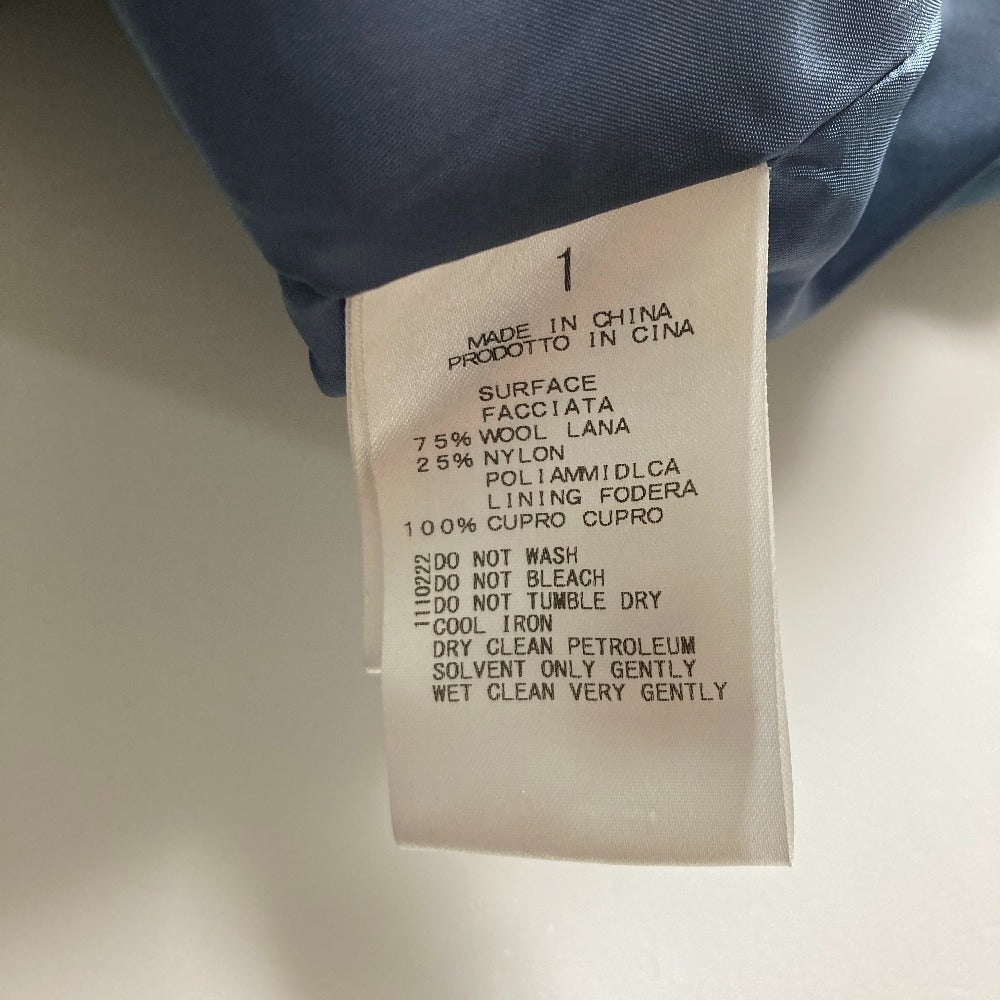 1
MADE IN CHINA
PRODOTTO IN CINA
SURFACE
FACCIATA
75% WOOL LANA
25% NYLON
POLIAMMIDLCA
LINING FODERA
100% CUPRO CUPRO
1110222
DO NOT WASH
DO NOT BLEACH
DO NOT TUMBLE DRY
COOL IRON
DRY CLEAN PETROLEUM
SOLVENT ONLY GENTLY
WET CLEAN VERY GENTLY